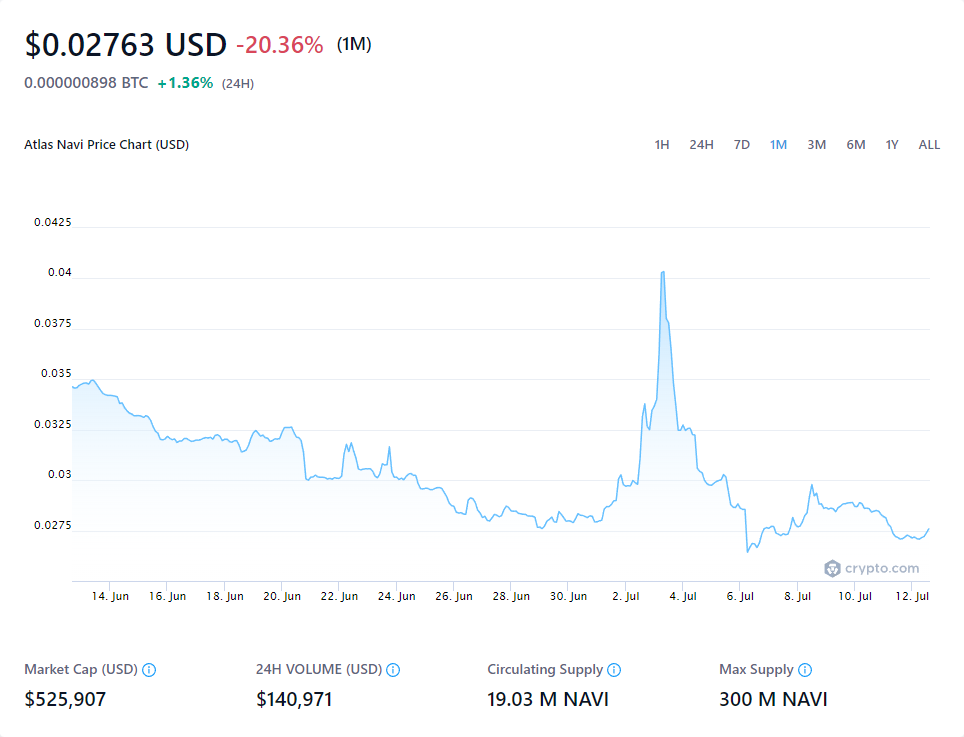 $0.02763 USD -20.36% (1M)
0.000000898 BTC +1.36% (24H)
Atlas Navi Price Chart (USD) 1H 24H 7D 1M 3M 6M 1Y ALL
0.0425
0.04
0.0375
0.035
0.0325
0.03
0.0275
crypto.com
14. Jun 16. Jun 18. Jun 20. Jun 22. Jun 24. Jun 26. Jun 28. Jun 30. Jun 2. Jul 4. Jul 6. Jul 8. Jul 10. Jul 12. Jul
Market Cap (USD) 24H VOLUME (USD) Circulating Supply Max Supply
$525,907 $140,971 19.03 M NAVI 300 M NAVI